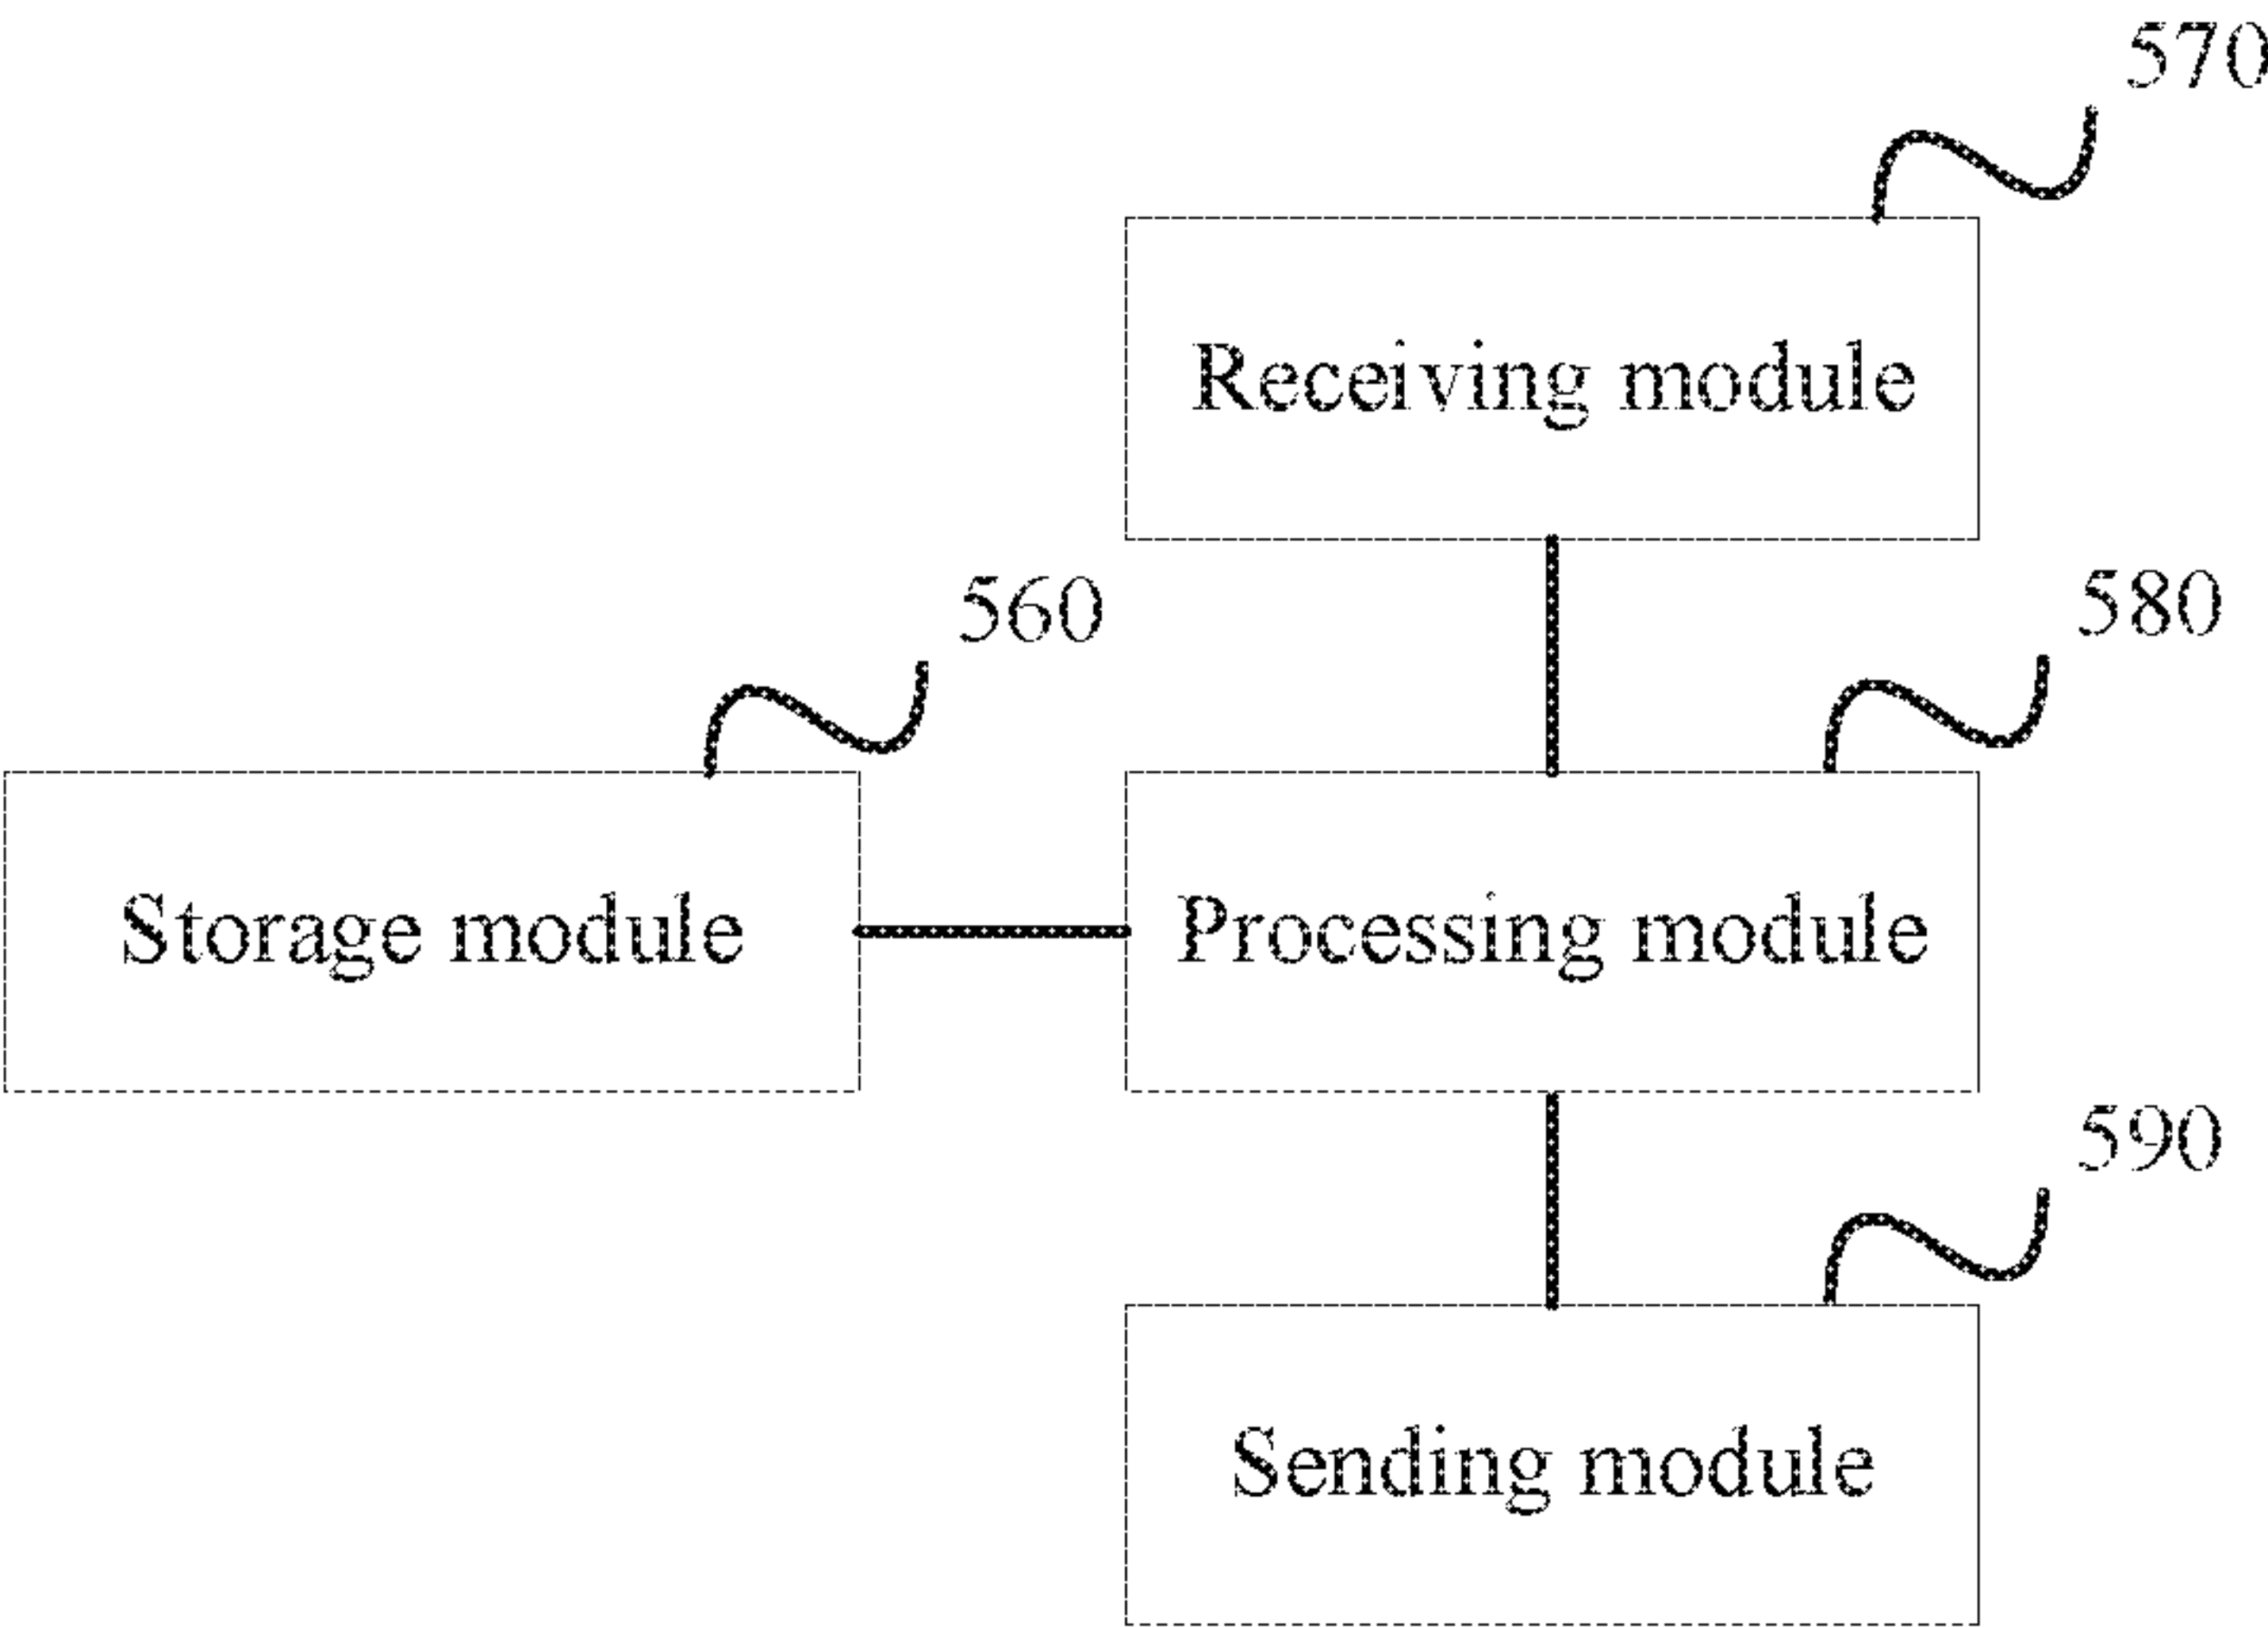 570
Receiving module
560
580
Storage module
Processing module
590
Sending module